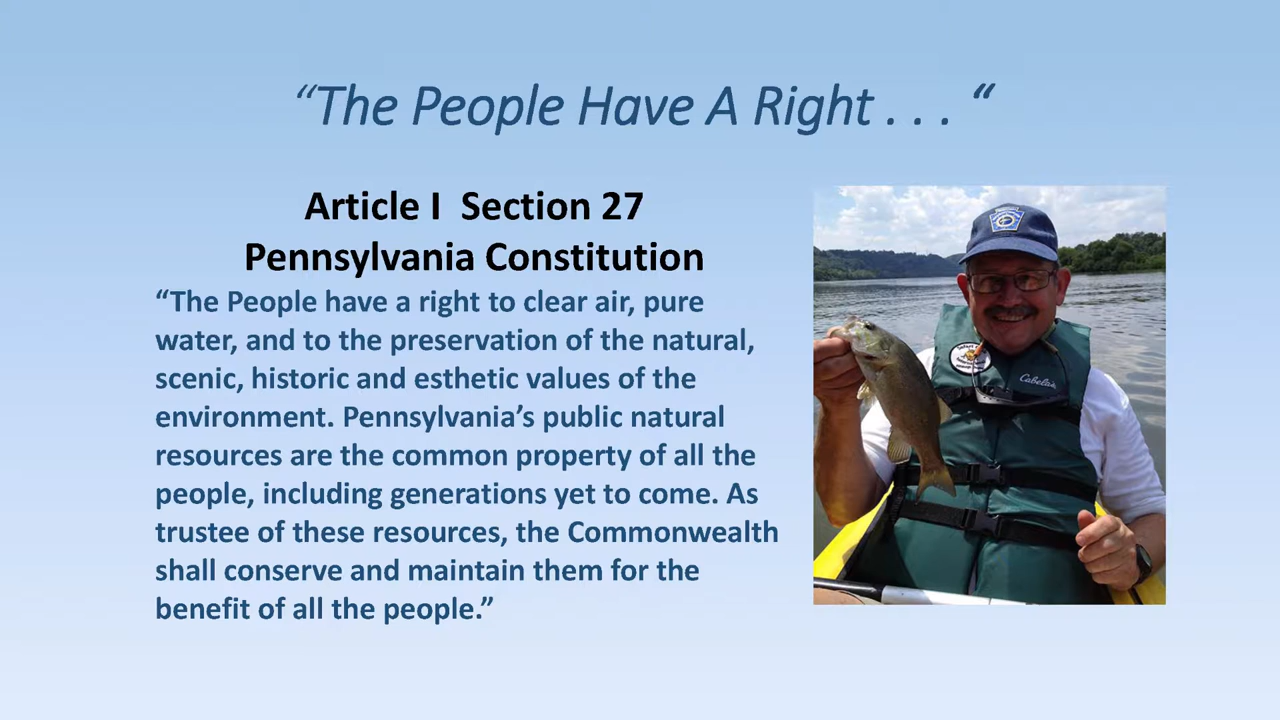 “The People Have A Right . . . “
Article I  Section 27
Pennsylvania Constitution
“The People have a right to clear air, pure
water, and to the preservation of the natural,
scenic, historic and esthetic values of the
environment. Pennsylvania’s public natural
resources are the common property of all the
people, including generations yet to come. As
trustee of these resources, the Commonwealth
shall conserve and maintain them for the
benefit of all the people.”
Cabela's